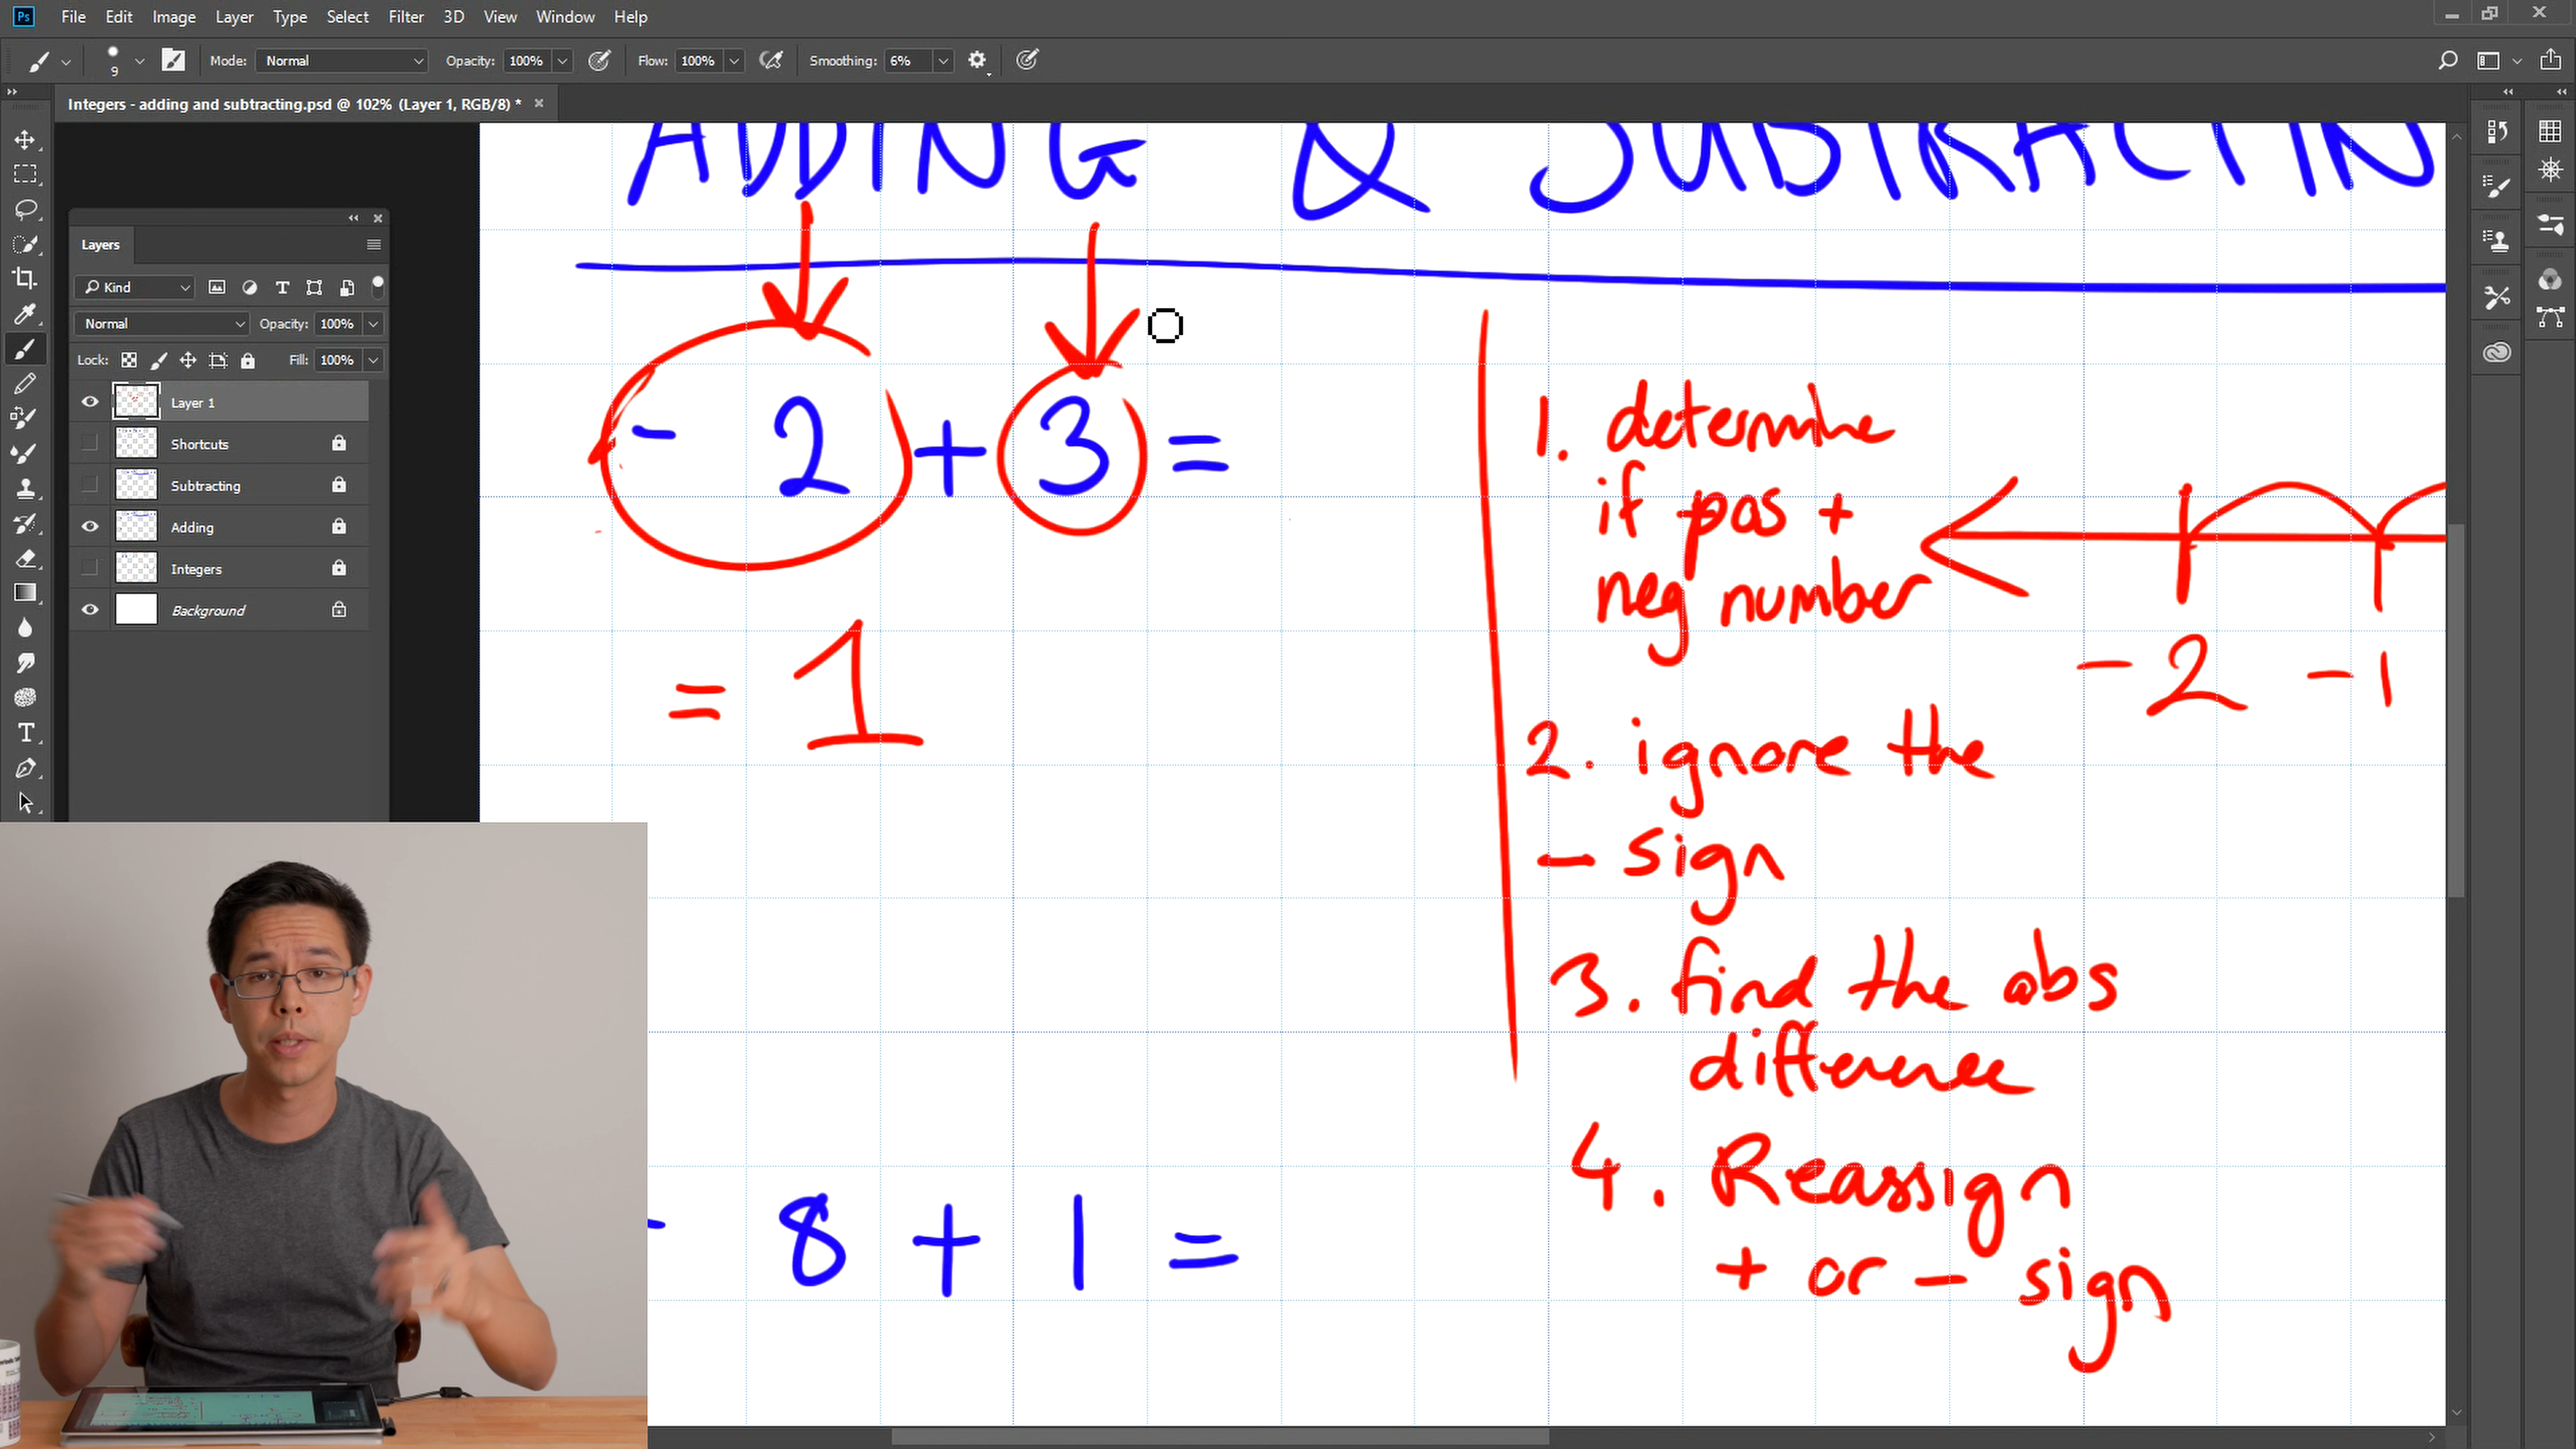 Ps File Edit Image Layer Type Select Filter 3D View Window Help
9 Mode: Normal Opacity: 100% Flow: 100% Smoothing: 6%
Integers - adding and subtracting.psd @ 102% (Layer 1, RGB/8) *
Layers
Kind
Normal Opacity: 100%
Lock: Fill: 100%
Layer 1
Shortcuts
Subtracting
Adding
Integers
Background
ADDING & SUBTRACTIN
- 2 + 3 =
= 1
- 8 + 1 =
1. determine
if pos +
neg number
2. ignore the
- sign
3. find the abs
difference
4. Reassign
+ or - sign
-2 -1